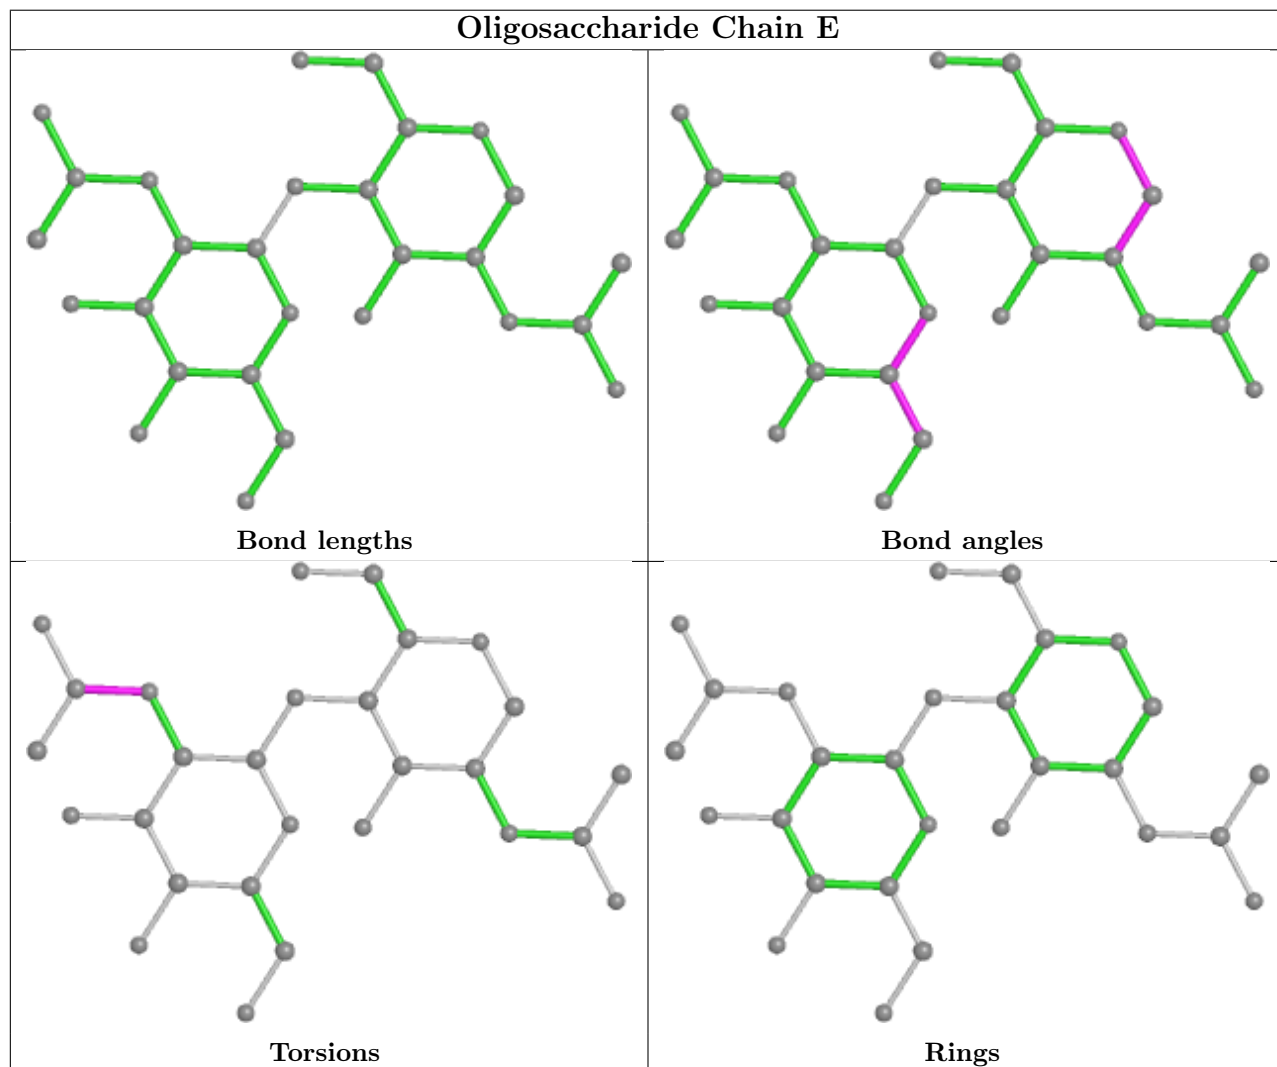 Oligosaccharide Chain E
Bond lengths
Bond angles
Torsions
Rings